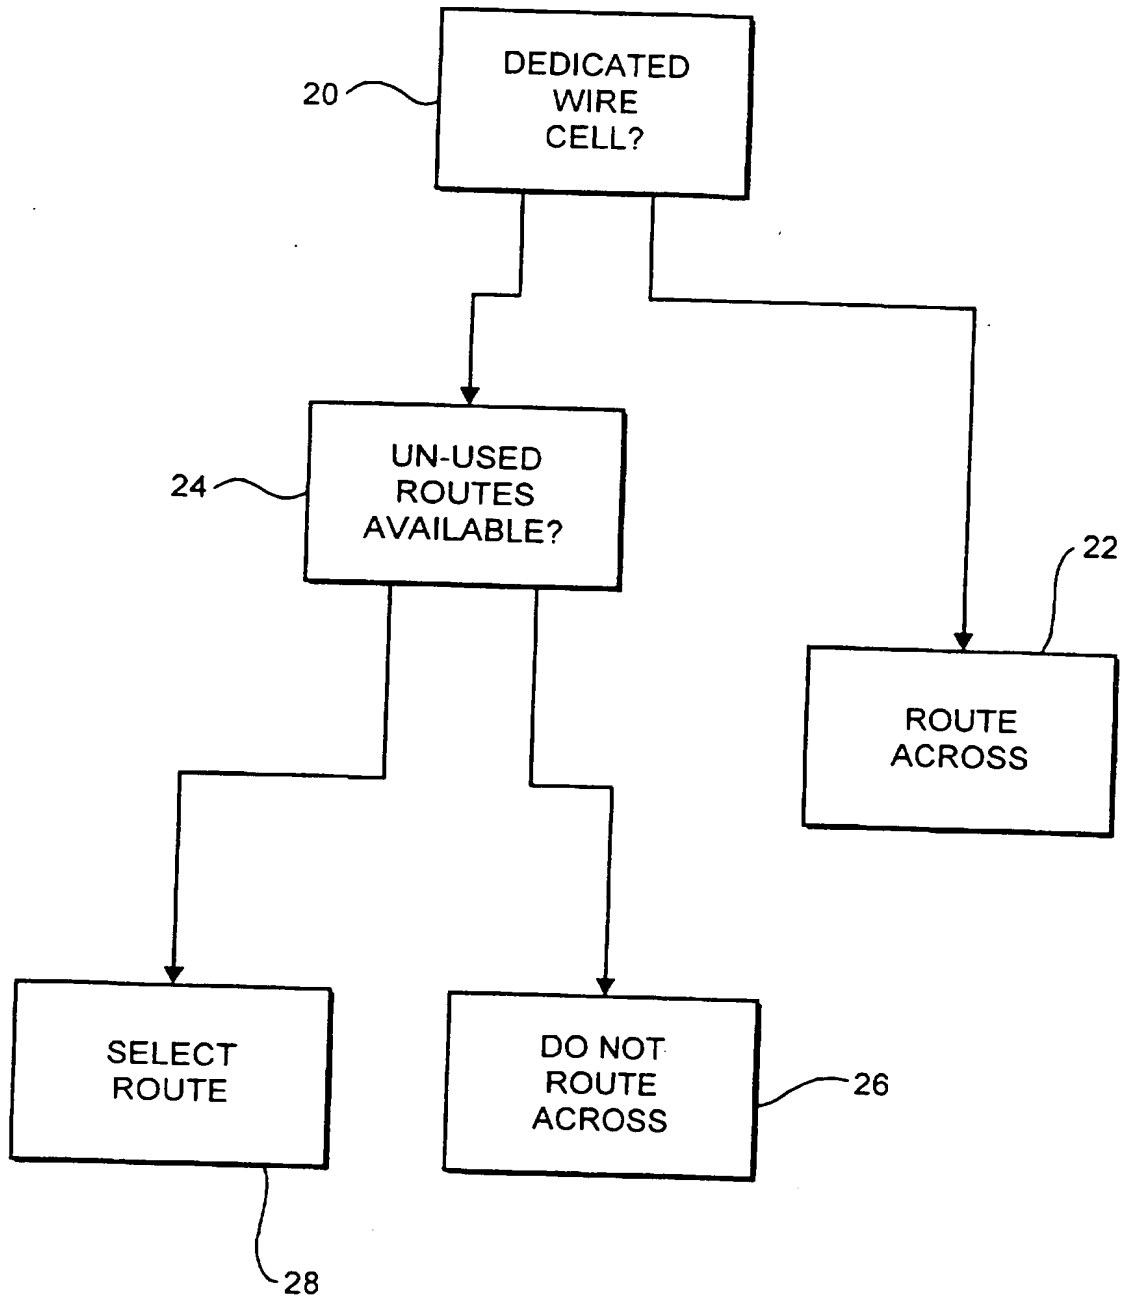 DEDICATED
WIRE
CELL?
20
UN-USED
ROUTES
AVAILABLE?
24
22
ROUTE
ACROSS
SELECT
ROUTE
DO NOT
ROUTE
ACROSS
26
28